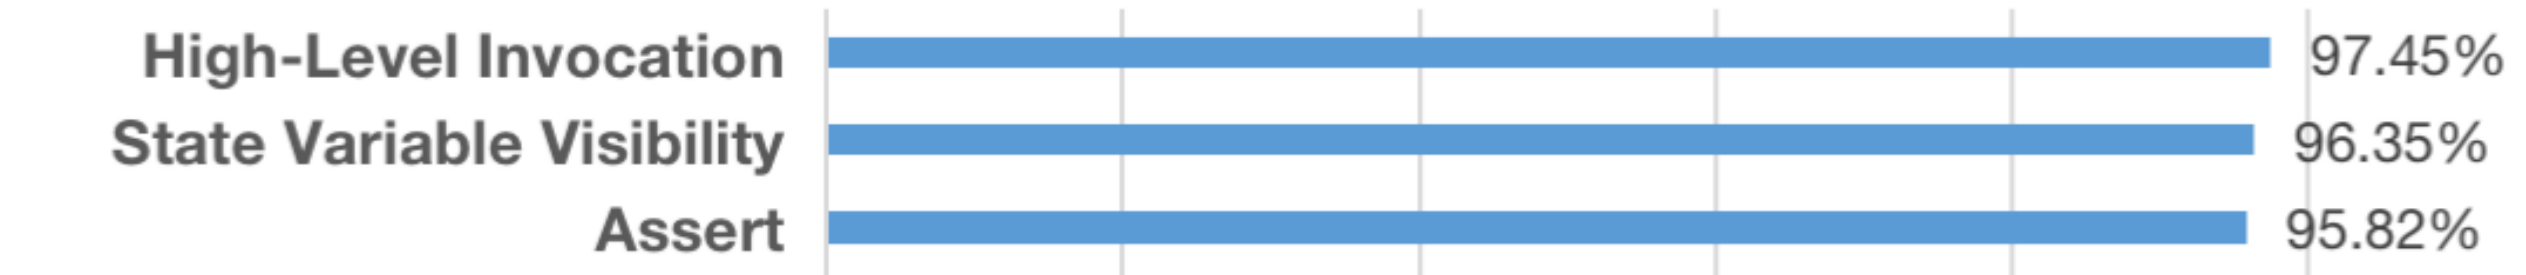 High-Level Invocation 97.45%
State Variable Visibility 96.35%
Assert 95.82%